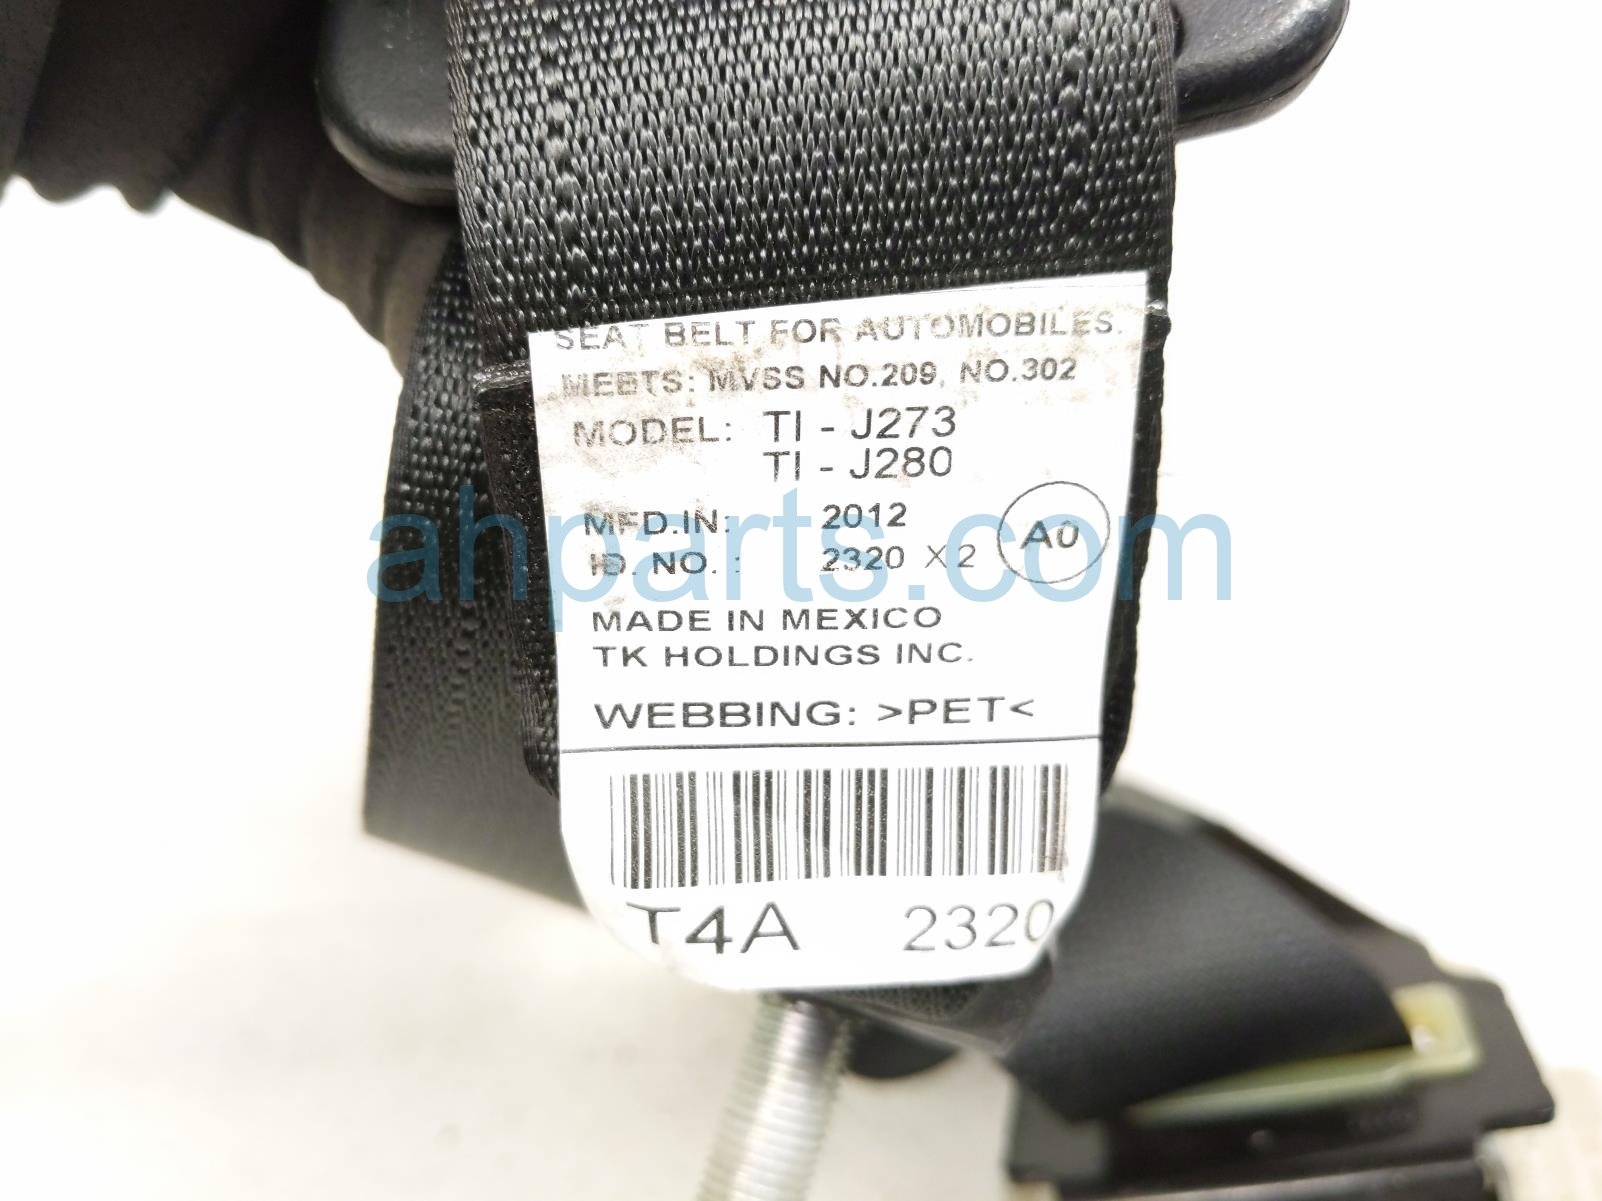 SEAT BELT FOR AUTOMOBILES.
MEETS: MVSS NO.209, NO.302
MODEL: TI - J273
TI - J280
MFD.IN: 2012
ID. NO. : 2320 X2
A0
MADE IN MEXICO
TK HOLDINGS INC.
WEBBING: >PET<
T4A 2320
ahparts.com